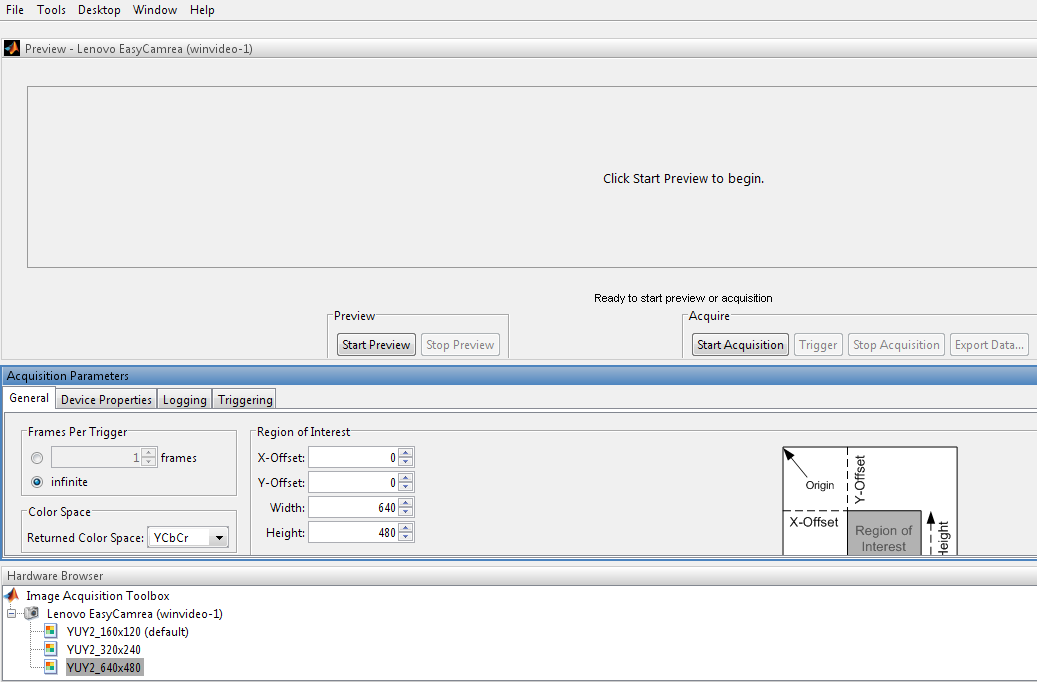 File Tools Desktop Window Help
Preview - Lenovo EasyCamrea (winvideo-1)
Click Start Preview to begin.
Ready to start preview or acquisition
Preview
Start Preview Stop Preview
Acquire
Start Acquisition Trigger Stop Acquisition Export Data...
Acquisition Parameters
General Device Properties Logging Triggering
Frames Per Trigger
1 frames
infinite
Color Space
Returned Color Space: YCbCr
Region of Interest
X-Offset: 0
Y-Offset: 0
Width: 640
Height: 480
Origin
Y-Offset
X-Offset
Region of
Interest
Height
Hardware Browser
Image Acquisition Toolbox
Lenovo EasyCamrea (winvideo-1)
YUY2_160x120 (default)
YUY2_320x240
YUY2_640x480